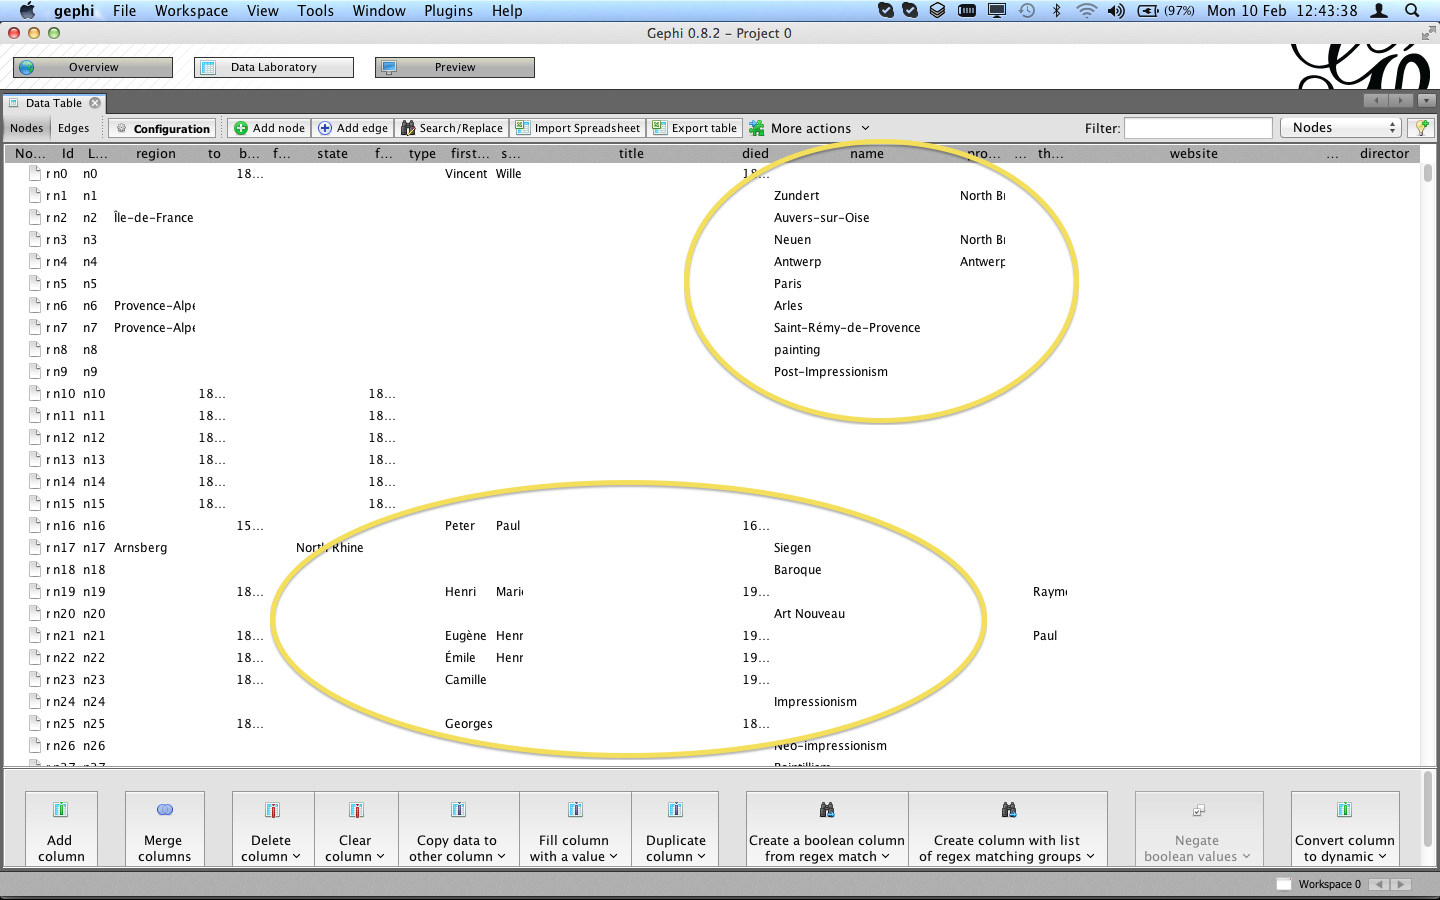 gephi File Workspace View Tools Window Plugins Help (97%) Mon 10 Feb 12:43:38
Gephi 0.8.2 - Project 0
Overview Data Laboratory Preview
Data Table
Nodes Edges Configuration Add node Add edge Search/Replace Import Spreadsheet Export table More actions Filter: Nodes
No... Id L... region to b... f... state f... type first... s... title died name pro... ... th... website ... director
r n0 n0 18... Vincent Wille 18...
r n1 n1 Zundert North Br
r n2 n2 Île-de-France Auvers-sur-Oise
r n3 n3 Neuen North Br
r n4 n4 Antwerp Antwerp
r n5 n5 Paris
r n6 n6 Provence-Alpe Arles
r n7 n7 Provence-Alpe Saint-Rémy-de-Provence
r n8 n8 painting
r n9 n9 Post-Impressionism
r n10 n10 18... 18...
r n11 n11 18... 18...
r n12 n12 18... 18...
r n13 n13 18... 18...
r n14 n14 18... 18...
r n15 n15 18... 18...
r n16 n16 15... Peter Paul 16...
r n17 n17 Arnsberg North Rhine Siegen
r n18 n18 Baroque
r n19 n19 18... Henri Marie 19... Raymo
r n20 n20 Art Nouveau
r n21 n21 18... Eugène Henr 19... Paul
r n22 n22 18... Émile Henr 19...
r n23 n23 18... Camille 19...
r n24 n24 Impressionism
r n25 n25 18... Georges 18...
r n26 n26 Neo-impressionism
r n27 n27 Pointillism
Add column Merge columns Delete column Clear column Copy data to other column Fill column with a value Duplicate column Create a boolean column from regex match Create column with list of regex matching groups Negate boolean values Convert column to dynamic
Workspace 0